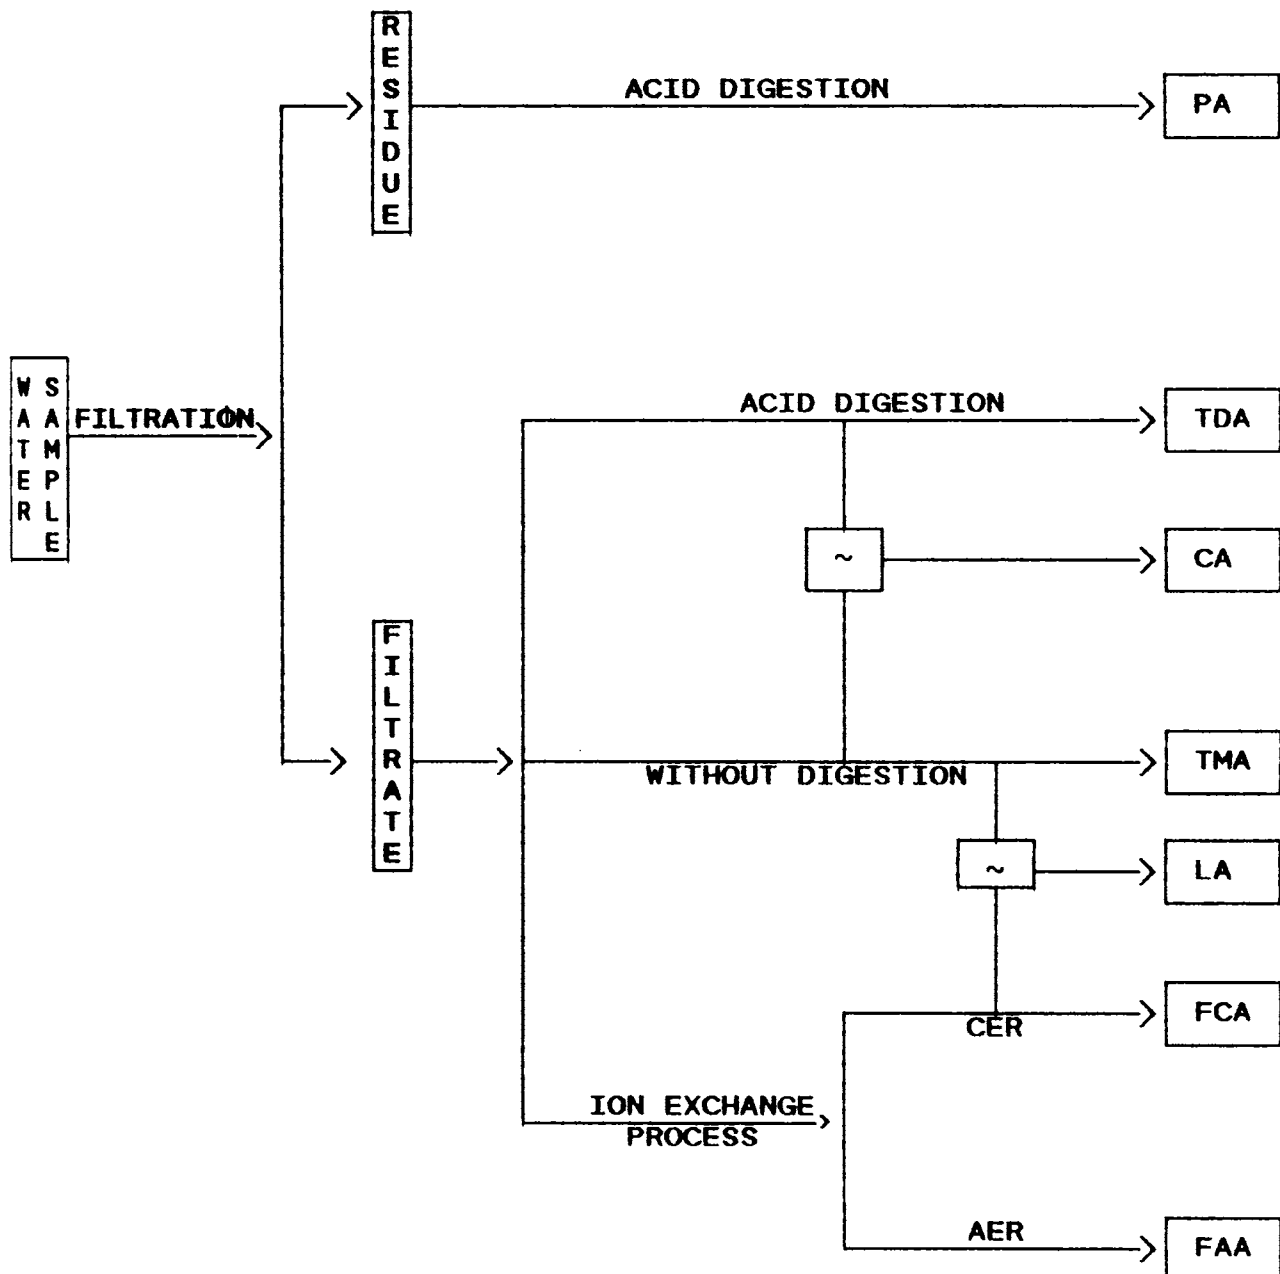 RESIDUE
ACID DIGESTION
PA
WATER
SAMPLE
FILTRATION
ACID DIGESTION
TDA
~
CA
FILTRATE
WITHOUT DIGESTION
TMA
~
LA
CER
FCA
ION EXCHANGE
PROCESS
AER
FAA